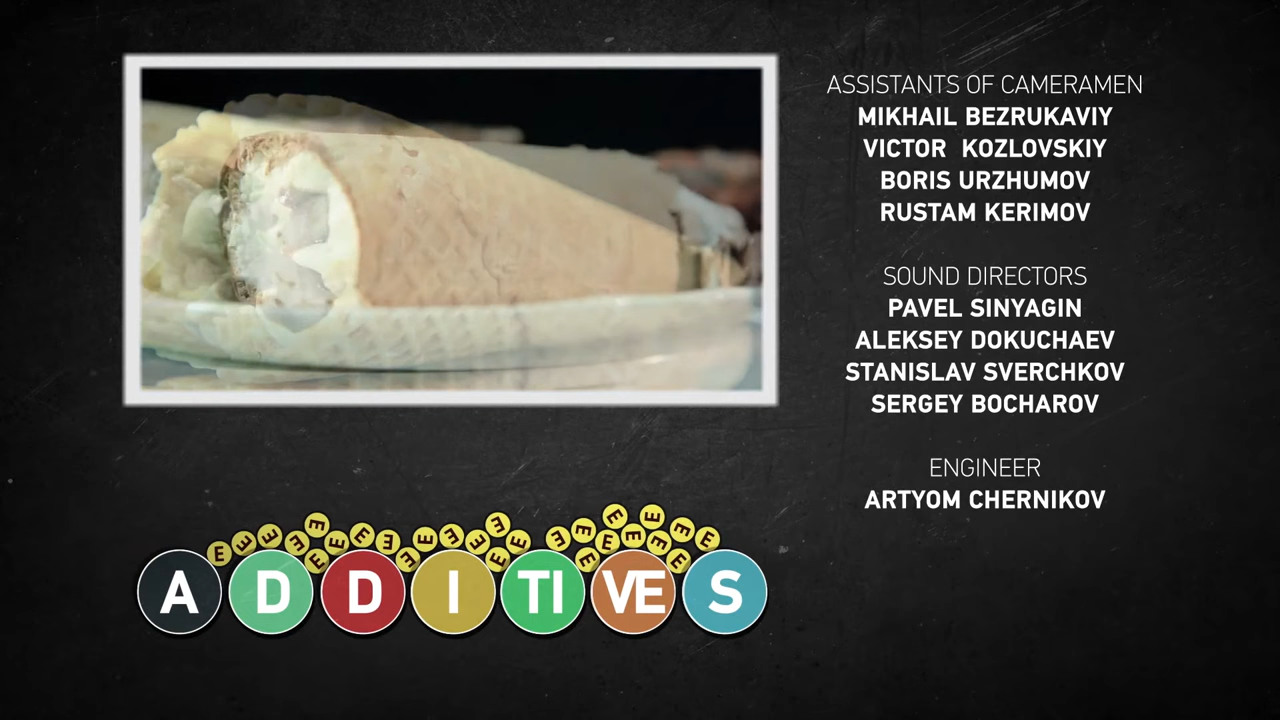 ASSISTANTS OF CAMERAMEN
MIKHAIL BEZRUKAVIY
VICTOR KOZLOVSKIY
BORIS URZHUMOV
RUSTAM KERIMOV
SOUND DIRECTORS
PAVEL SINYAGIN
ALEKSEY DOKUCHAEV
STANISLAV SVERCHKOV
SERGEY BOCHAROV
ENGINEER
ARTYOM CHERNIKOV
E E E E E E E E E E E E E E E E E E E E E E E E E E E E
ADDITIVES